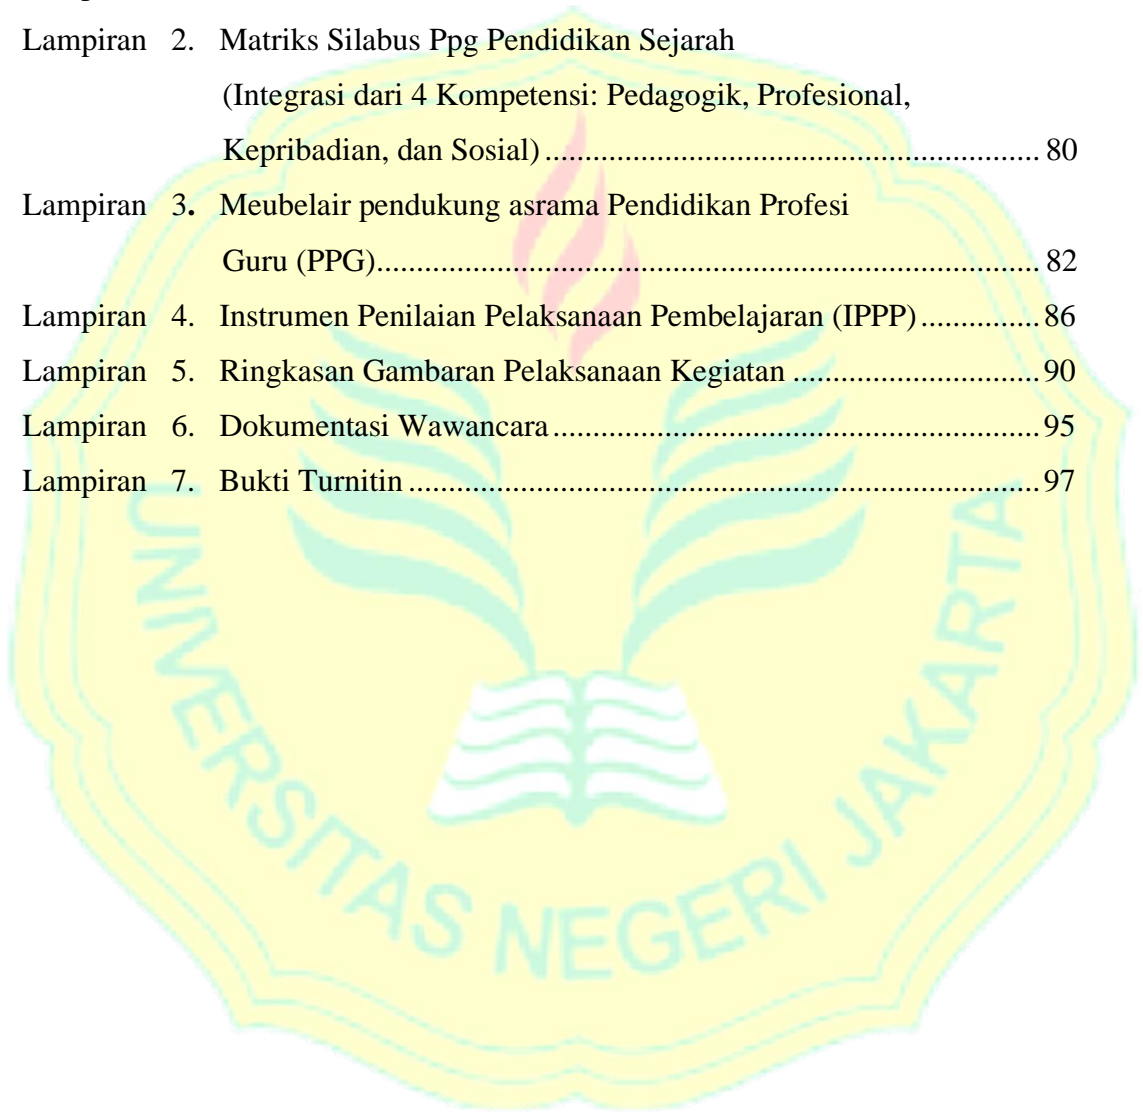 Lampiran 2. Matriks Silabus Ppg Pendidikan Sejarah
(Integrasi dari 4 Kompetensi: Pedagogik, Profesional,
Kepribadian, dan Sosial) ............................................................... 80
Lampiran 3. Meubelair pendukung asrama Pendidikan Profesi
Guru (PPG)..................................................................................... 82
Lampiran 4. Instrumen Penilaian Pelaksanaan Pembelajaran (IPPP) ............... 86
Lampiran 5. Ringkasan Gambaran Pelaksanaan Kegiatan ............................... 90
Lampiran 6. Dokumentasi Wawancara .............................................................. 95
Lampiran 7. Bukti Turnitin ................................................................................ 97
UNIVERSITAS NEGERI JAKARTA